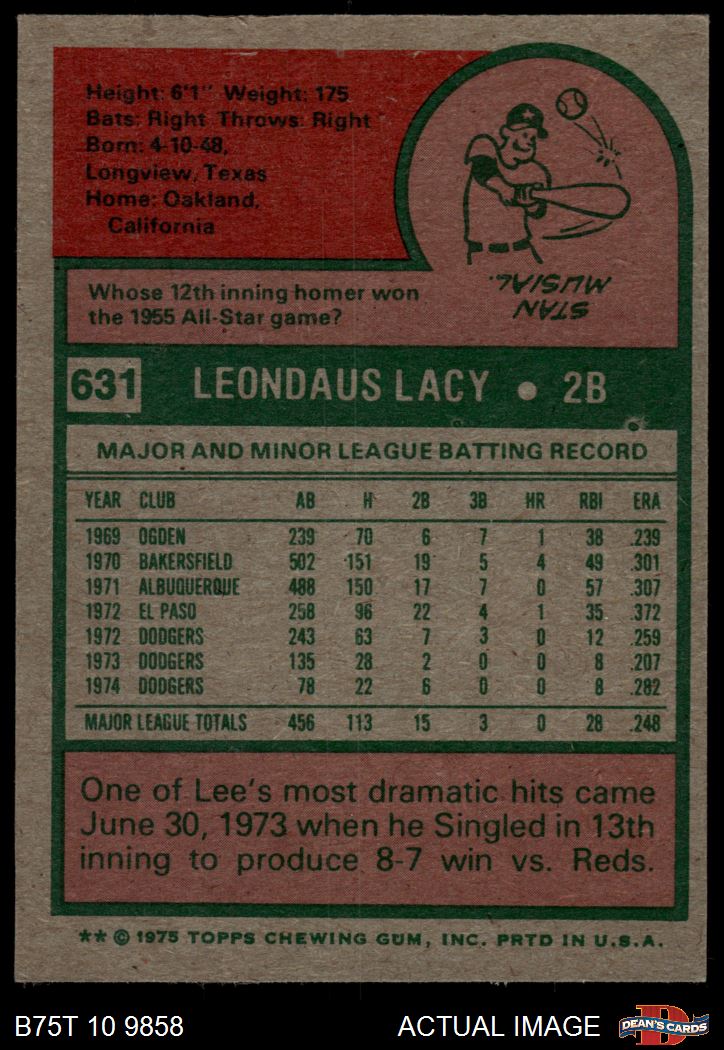 Height: 6'1" Weight: 175
Bats: Right Throws: Right
Born: 4-10-48,
Longview, Texas
Home: Oakland,
California
STAN
MUSIAL.
Whose 12th inning homer won
the 1955 All-Star game?
631 LEONDAUS LACY • 2B
MAJOR AND MINOR LEAGUE BATTING RECORD
YEAR CLUB AB H 2B 3B HR RBI ERA
1969 OGDEN 239 70 6 7 1 38 .239
1970 BAKERSFIELD 502 151 19 5 4 49 .301
1971 ALBUQUERQUE 488 150 17 7 0 57 .307
1972 EL PASO 258 96 22 4 1 35 .372
1972 DODGERS 243 63 7 3 0 12 .259
1973 DODGERS 135 28 2 0 0 8 .207
1974 DODGERS 78 22 6 0 0 8 .282
MAJOR LEAGUE TOTALS 456 113 15 3 0 28 .248
One of Lee's most dramatic hits came
June 30, 1973 when he Singled in 13th
inning to produce 8-7 win vs. Reds.
** © 1975 TOPPS CHEWING GUM, INC. PRTD IN U.S.A.
B75T 10 9858 ACTUAL IMAGE D DEAN'S CARDS